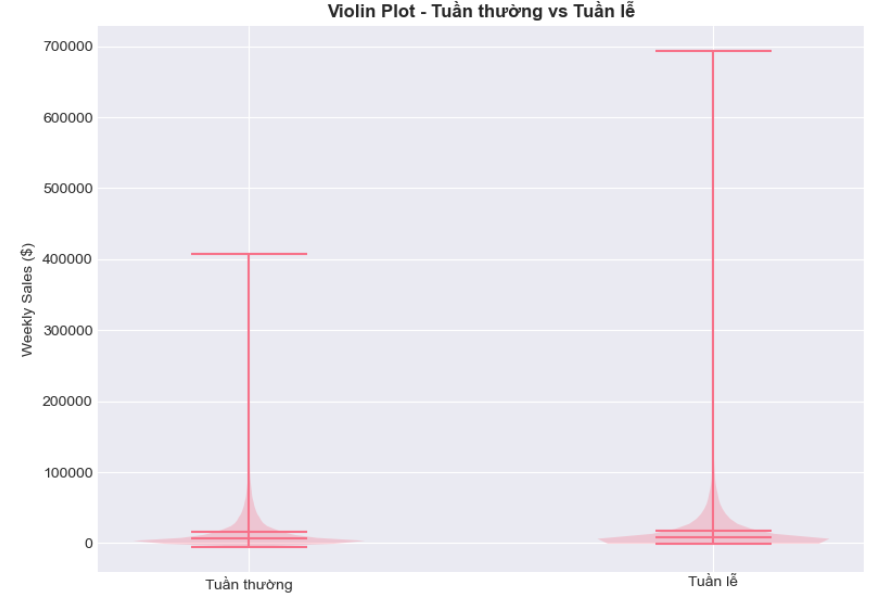 Violin Plot - Tuần thường vs Tuần lễ
700000
600000
500000
400000
300000
200000
100000
0
Weekly Sales ($)
Tuần thường
Tuần lễ